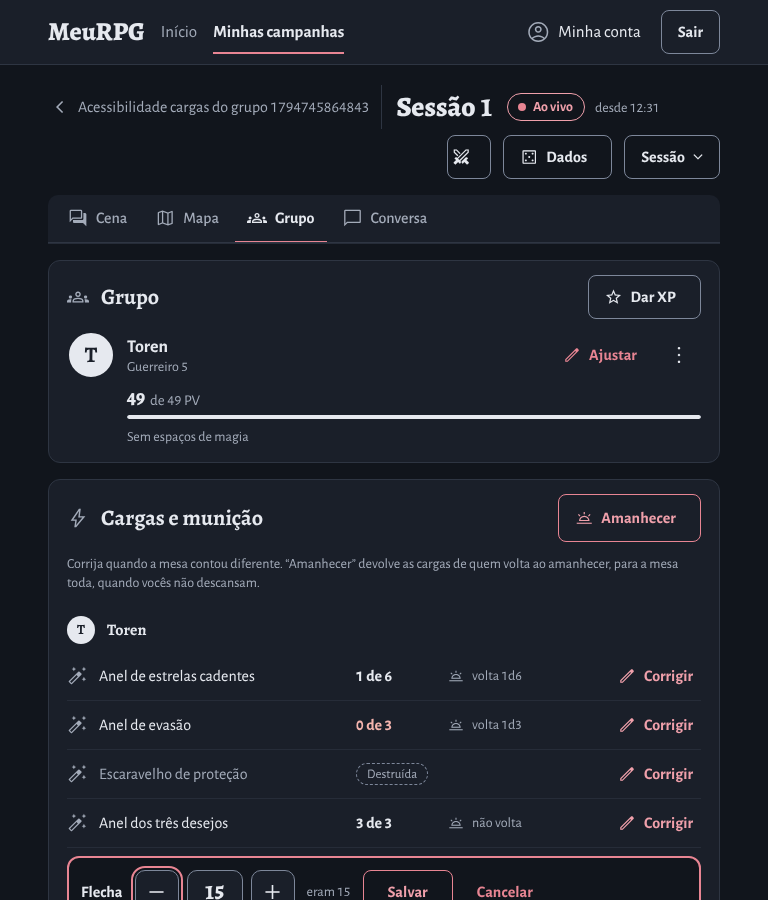 MeuRPG Início Minhas campanhas Minha conta Sair
Acessibilidade cargas do grupo 1794745864843 Sessão 1 Ao vivo desde 12:31
Dados Sessão
Cena Mapa Grupo Conversa
Grupo Dar XP
T Toren Ajustar
Guerreiro 5
49 de 49 PV
Sem espaços de magia
Cargas e munição Amanhecer
Corrija quando a mesa contou diferente. “Amanhecer” devolve as cargas de quem volta ao amanhecer, para a mesa
toda, quando vocês não descansam.
T Toren
Anel de estrelas cadentes 1 de 6 volta 1d6 Corrigir
Anel de evasão 0 de 3 volta 1d3 Corrigir
Escaravelho de proteção Destruída Corrigir
Anel dos três desejos 3 de 3 não volta Corrigir
Flecha − 15 + eram 15 Salvar Cancelar